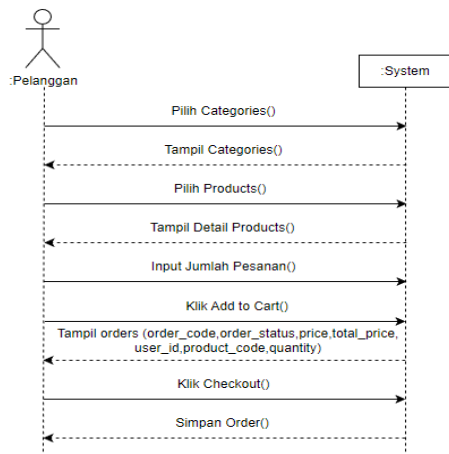 :Pelanggan
:System
Pilih Categories()
Tampil Categories()
Pilih Products()
Tampil Detail Products()
Input Jumlah Pesanan()
Klik Add to Cart()
Tampil orders (order_code,order_status,price,total_price,
user_id,product_code,quantity)
Klik Checkout()
Simpan Order()